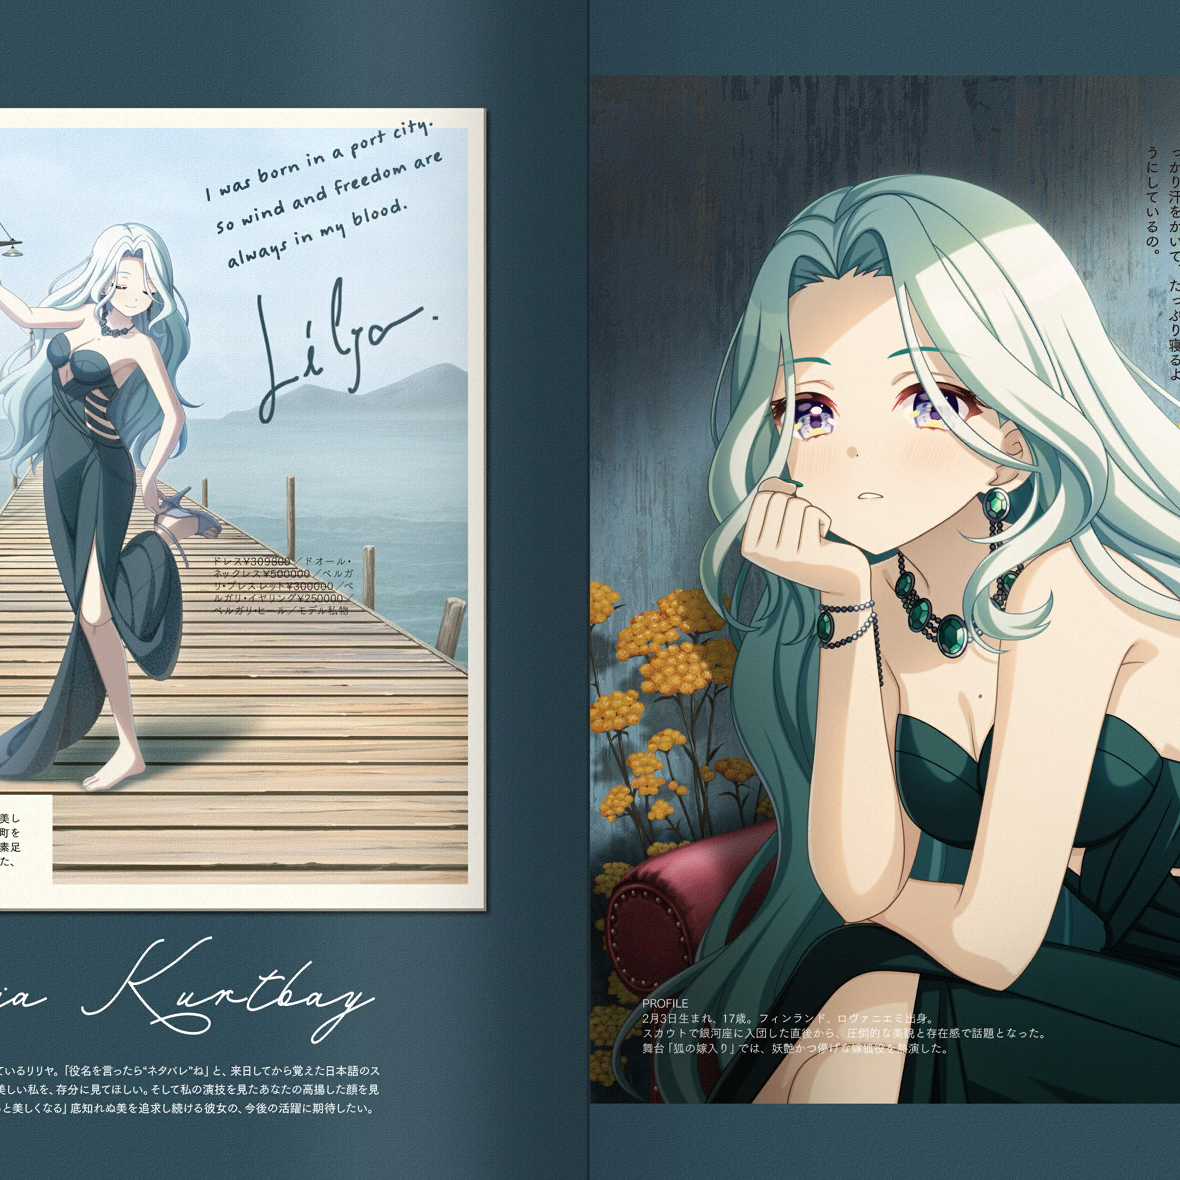 I was born in a port city.
so wind and freedom are
always in my blood.
Lilja.
ドレス¥309800／ドオール・
ネックレス¥500000／ベルガ
リ・ブレスレット¥300000／ベ
ルガリ・イヤリング¥250000／
ベルガリ・ヒール／モデル私物
美し
町を
素足
た、
ia Kurtbay
ているリリヤ。「役名を言ったら“ネタバレ”ね」と、来日してから覚えた日本語のス
美しい私を、存分に見てほしい。そして私の演技を見たあなたの高揚した顔を見
と美しくなる」底知れぬ美を追求し続ける彼女の、今後の活躍に期待したい。
っかり汗をかいて、たっぷり寝るよ
うにしているの。
PROFILE
2月3日生まれ、17歳。フィンランド、ロヴァニエミ出身。
スカウトで銀河座に入団した直後から、圧倒的な美貌と存在感で話題となった。
舞台「狐の嫁入り」では、妖艶かつ儚げな嫁狐役を熱演した。